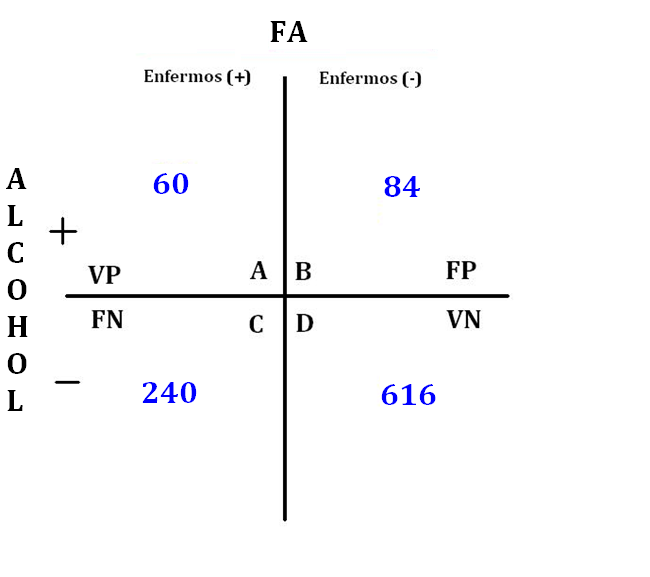 FA
Enfermos (+) Enfermos (-)
A
L
C
O
H
O
L
+
60 84
VP A B FP
FN C D VN
–
240 616